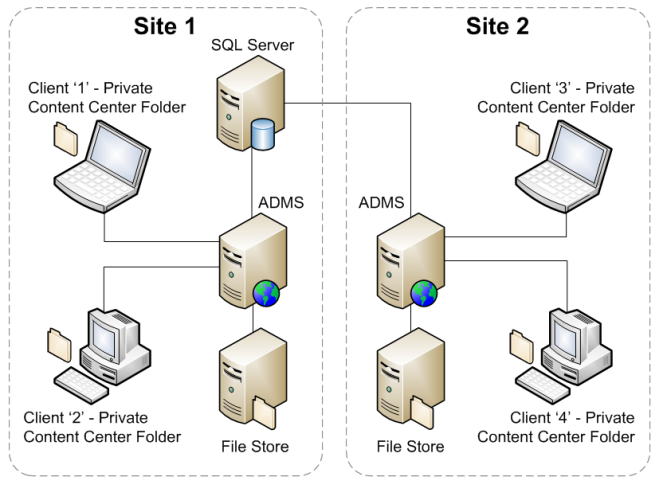 Site 1
SQL Server
Client ‘1’ - Private
Content Center Folder
ADMS
Client ‘2’ - Private
Content Center Folder
File Store
Site 2
Client ‘3’ - Private
Content Center Folder
ADMS
File Store
Client ‘4’ - Private
Content Center Folder